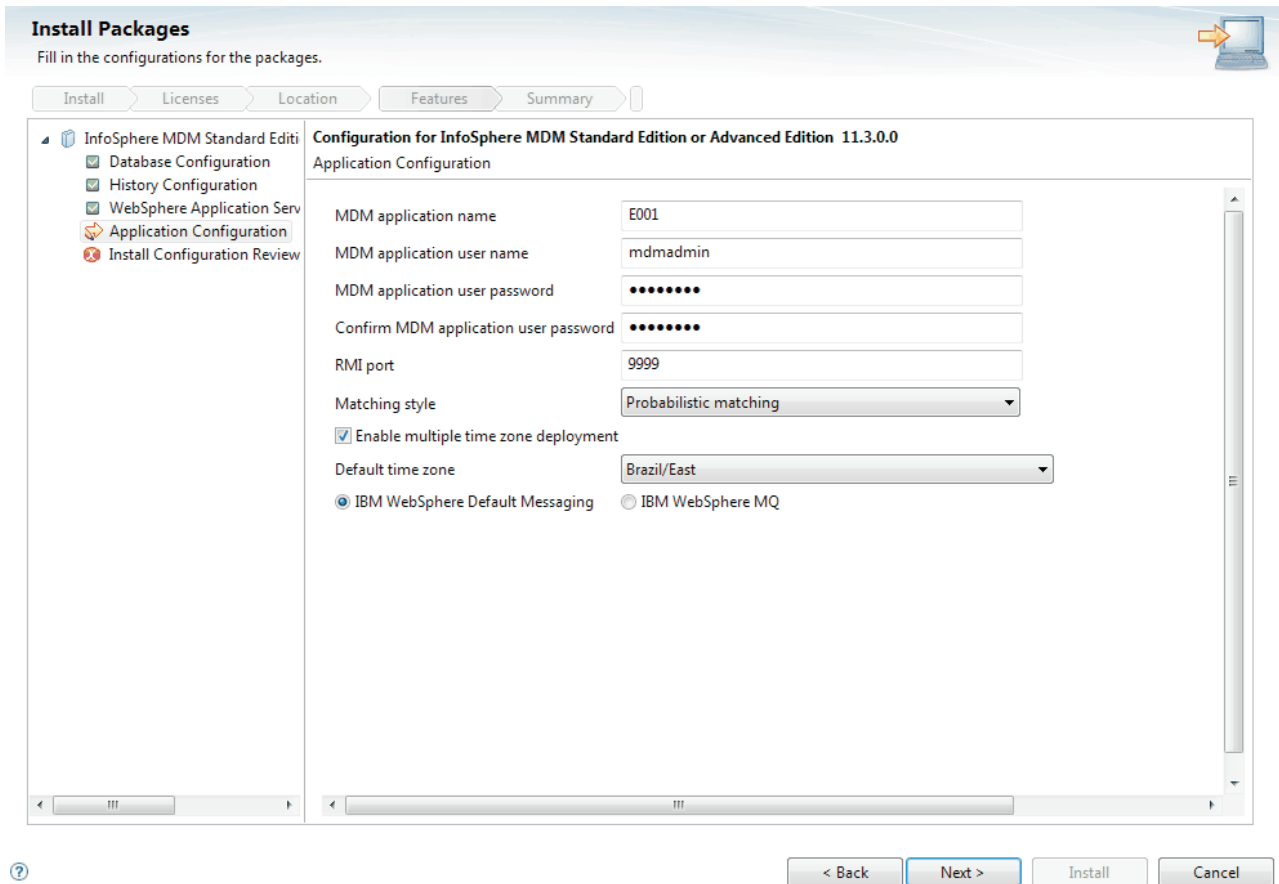 Install Packages
Fill in the configurations for the packages.
Install Licenses Location Features Summary
InfoSphere MDM Standard Editi
Database Configuration
History Configuration
WebSphere Application Serv
Application Configuration
Install Configuration Review
Configuration for InfoSphere MDM Standard Edition or Advanced Edition 11.3.0.0
Application Configuration
MDM application name E001
MDM application user name mdmadmin
MDM application user password ●●●●●●●●
Confirm MDM application user password ●●●●●●●●
RMI port 9999
Matching style Probabilistic matching
Enable multiple time zone deployment
Default time zone Brazil/East
IBM WebSphere Default Messaging IBM WebSphere MQ
? < Back Next > Install Cancel